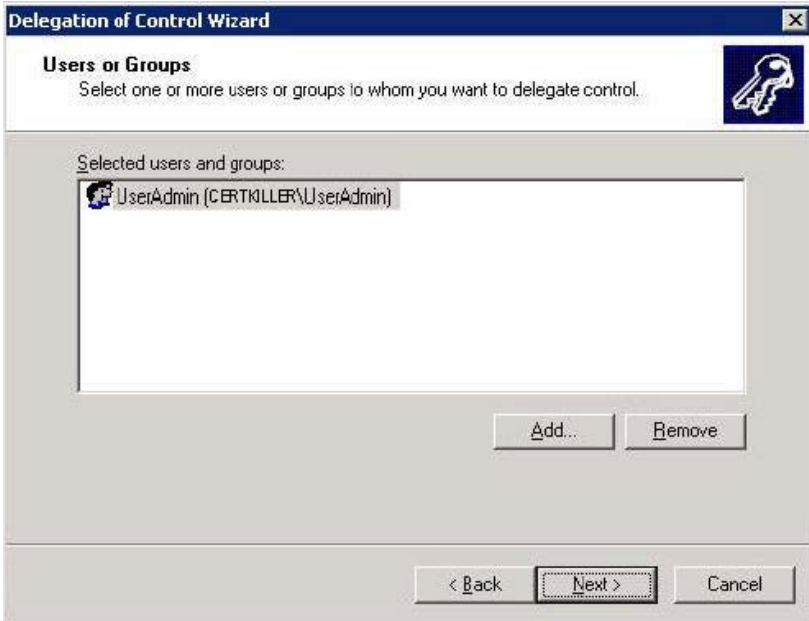 Delegation of Control Wizard
Users or Groups
Select one or more users or groups to whom you want to delegate control.
Selected users and groups:
UserAdmin (CERTKILLER\UserAdmin)
Add...
Remove
< Back
Next >
Cancel